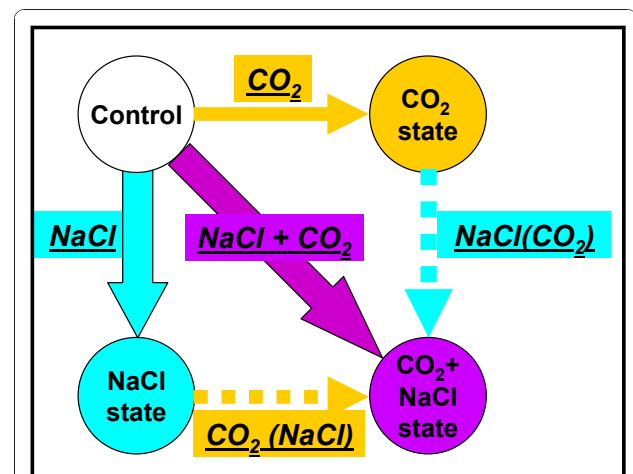 CO₂
Control
CO₂
state
NaCl
NaCl + CO₂
NaCl(CO₂)
NaCl
state
CO₂+
NaCl
state
CO₂ (NaCl)